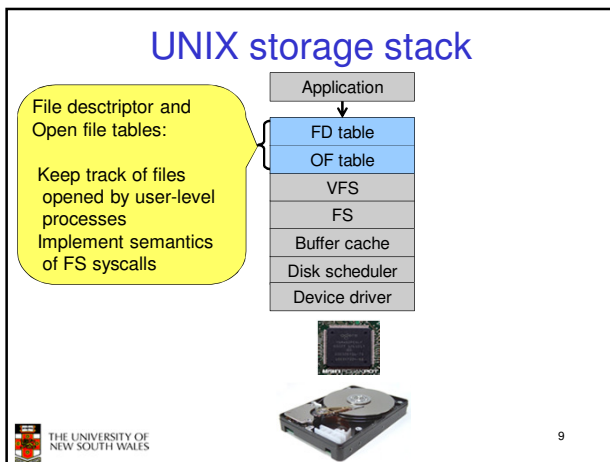 UNIX storage stack
File desctriptor and
Open file tables:
Keep track of files
opened by user-level
processes
Implement semantics
of FS syscalls
Application
FD table
OF table
VFS
FS
Buffer cache
Disk scheduler
Device driver
THE UNIVERSITY OF
NEW SOUTH WALES
9